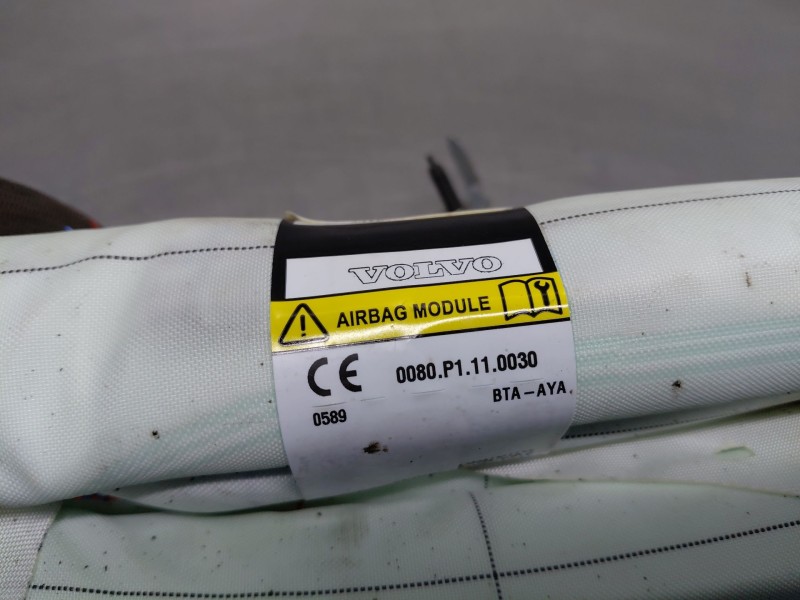 VOLVO
AIRBAG MODULE
CE 0080.P1.11.0030
0589 BTA-AYA